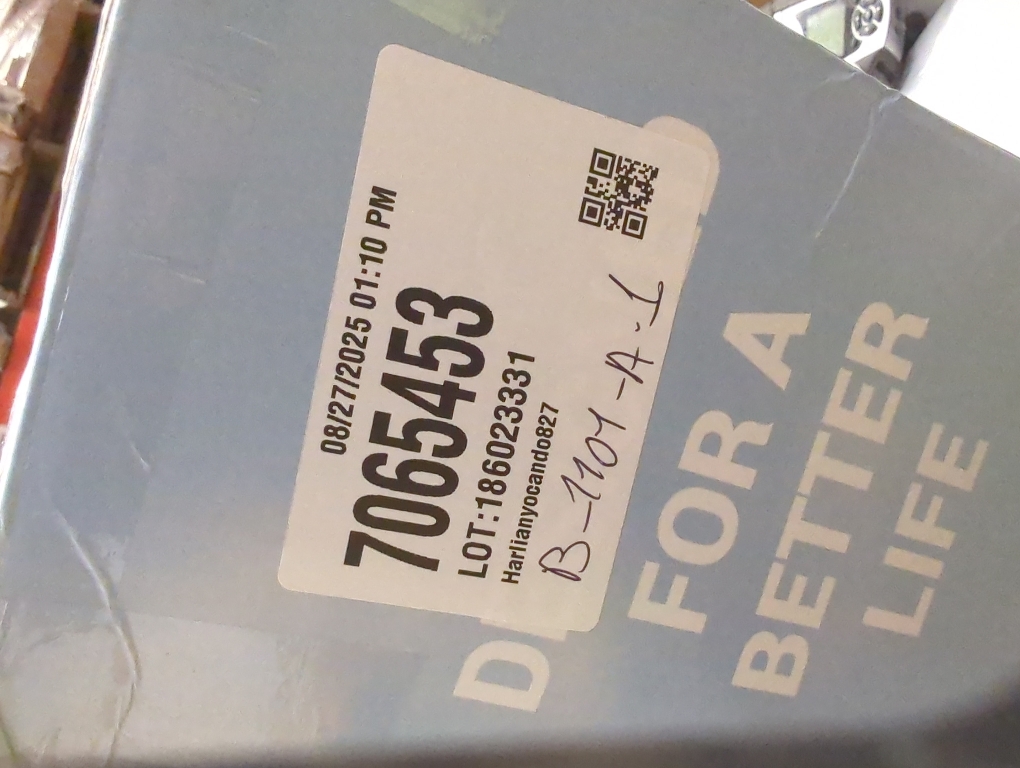 08/27/2025 01:10 PM
7065453
LOT:186023331
Harlianyocando827
B-1101-A-1
FOR A
BETTER
LIFE